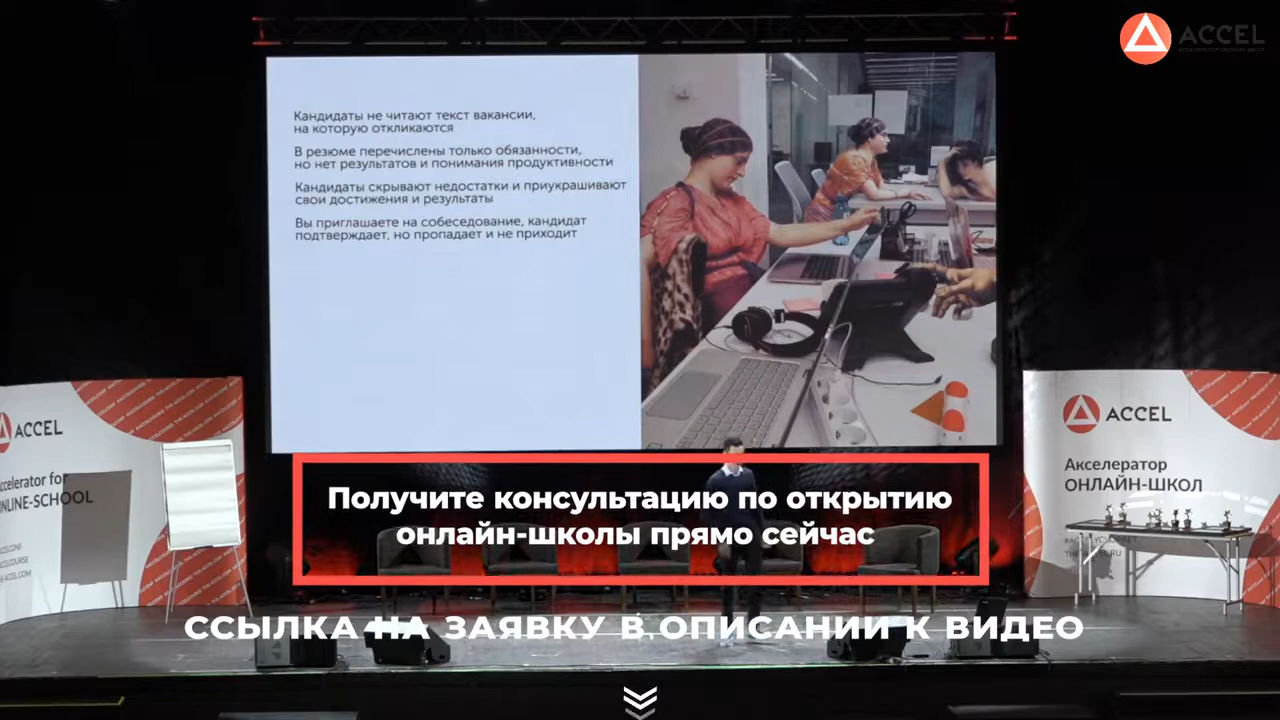 ACCEL
Кандидаты не читают текст вакансии,
на которую откликаются
В резюме перечислены только обязанности,
но нет результатов и понимания продуктивности
Кандидаты скрывают недостатки и приукрашивают
свои достижения и результаты
Вы приглашаете на собеседование, кандидат
подтверждает, но пропадает и не приходит
ACCEL
Accelerator for
ONLINE-SCHOOL
ACCEL
Акселератор
ОНЛАЙН-ШКОЛ
Получите консультацию по открытию
онлайн-школы прямо сейчас
ССЫЛКА НА ЗАЯВКУ В ОПИСАНИИ К ВИДЕО